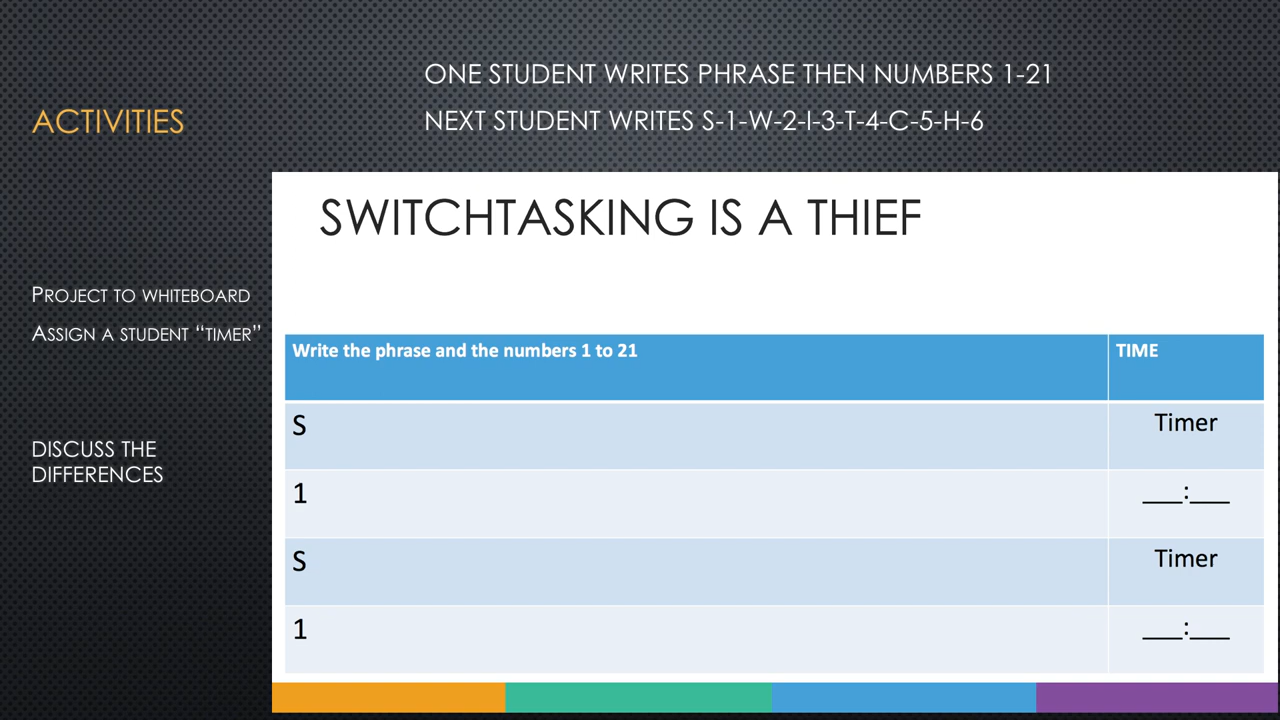 ONE STUDENT WRITES PHRASE THEN NUMBERS 1-21
NEXT STUDENT WRITES S-1-W-2-I-3-T-4-C-5-H-6
ACTIVITIES
PROJECT TO WHITEBOARD
ASSIGN A STUDENT “TIMER”
DISCUSS THE
DIFFERENCES
SWITCHTASKING IS A THIEF
Write the phrase and the numbers 1 to 21
TIME
S
Timer
1
___:___
S
Timer
1
___:___